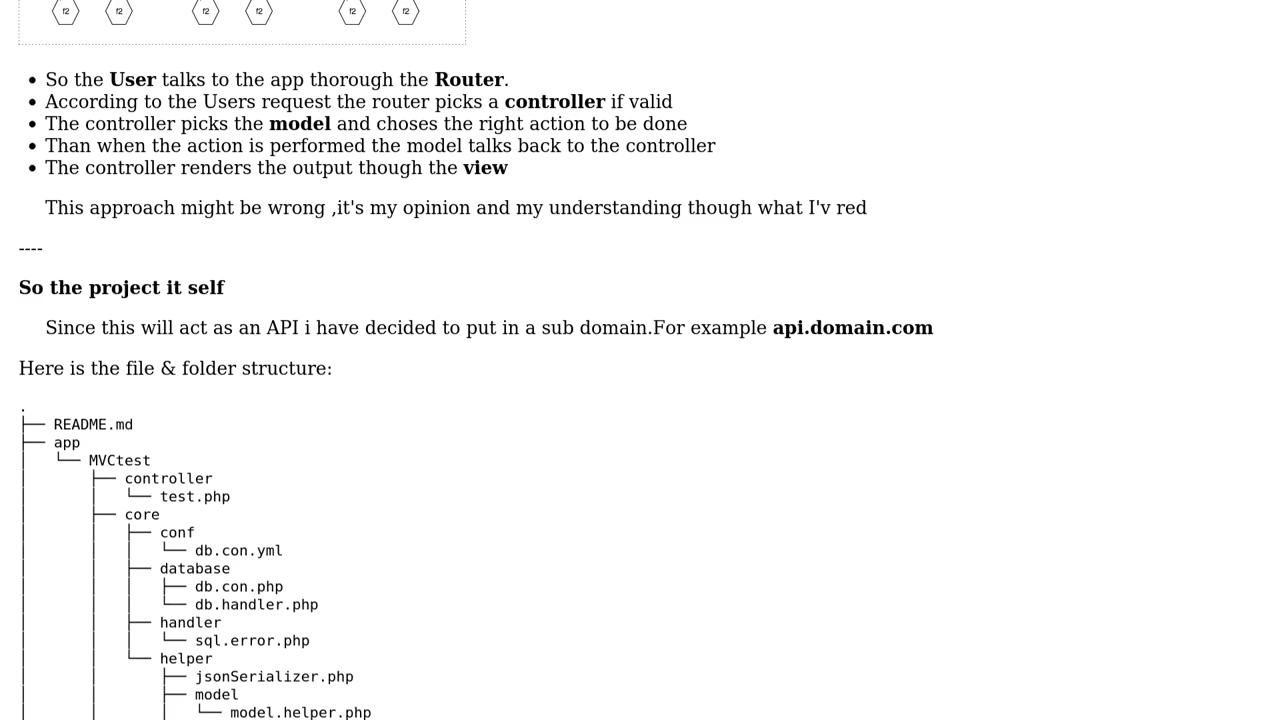 f2 f2 f2 f2 f2 f2
• So the User talks to the app thorough the Router.
• According to the Users request the router picks a controller if valid
• The controller picks the model and choses the right action to be done
• Than when the action is performed the model talks back to the controller
• The controller renders the output though the view
This approach might be wrong ,it's my opinion and my understanding though what I'v red
----
So the project it self
Since this will act as an API i have decided to put in a sub domain.For example api.domain.com
Here is the file & folder structure:
.
├── README.md
├── app
│   └── MVCtest
│       ├── controller
│       │   └── test.php
│       ├── core
│       │   ├── conf
│       │   │   └── db.con.yml
│       │   ├── database
│       │   │   ├── db.con.php
│       │   │   └── db.handler.php
│       │   ├── handler
│       │   │   └── sql.error.php
│       │   └── helper
│       │       ├── jsonSerializer.php
│       │       ├── model
│       │       │   └── model.helper.php